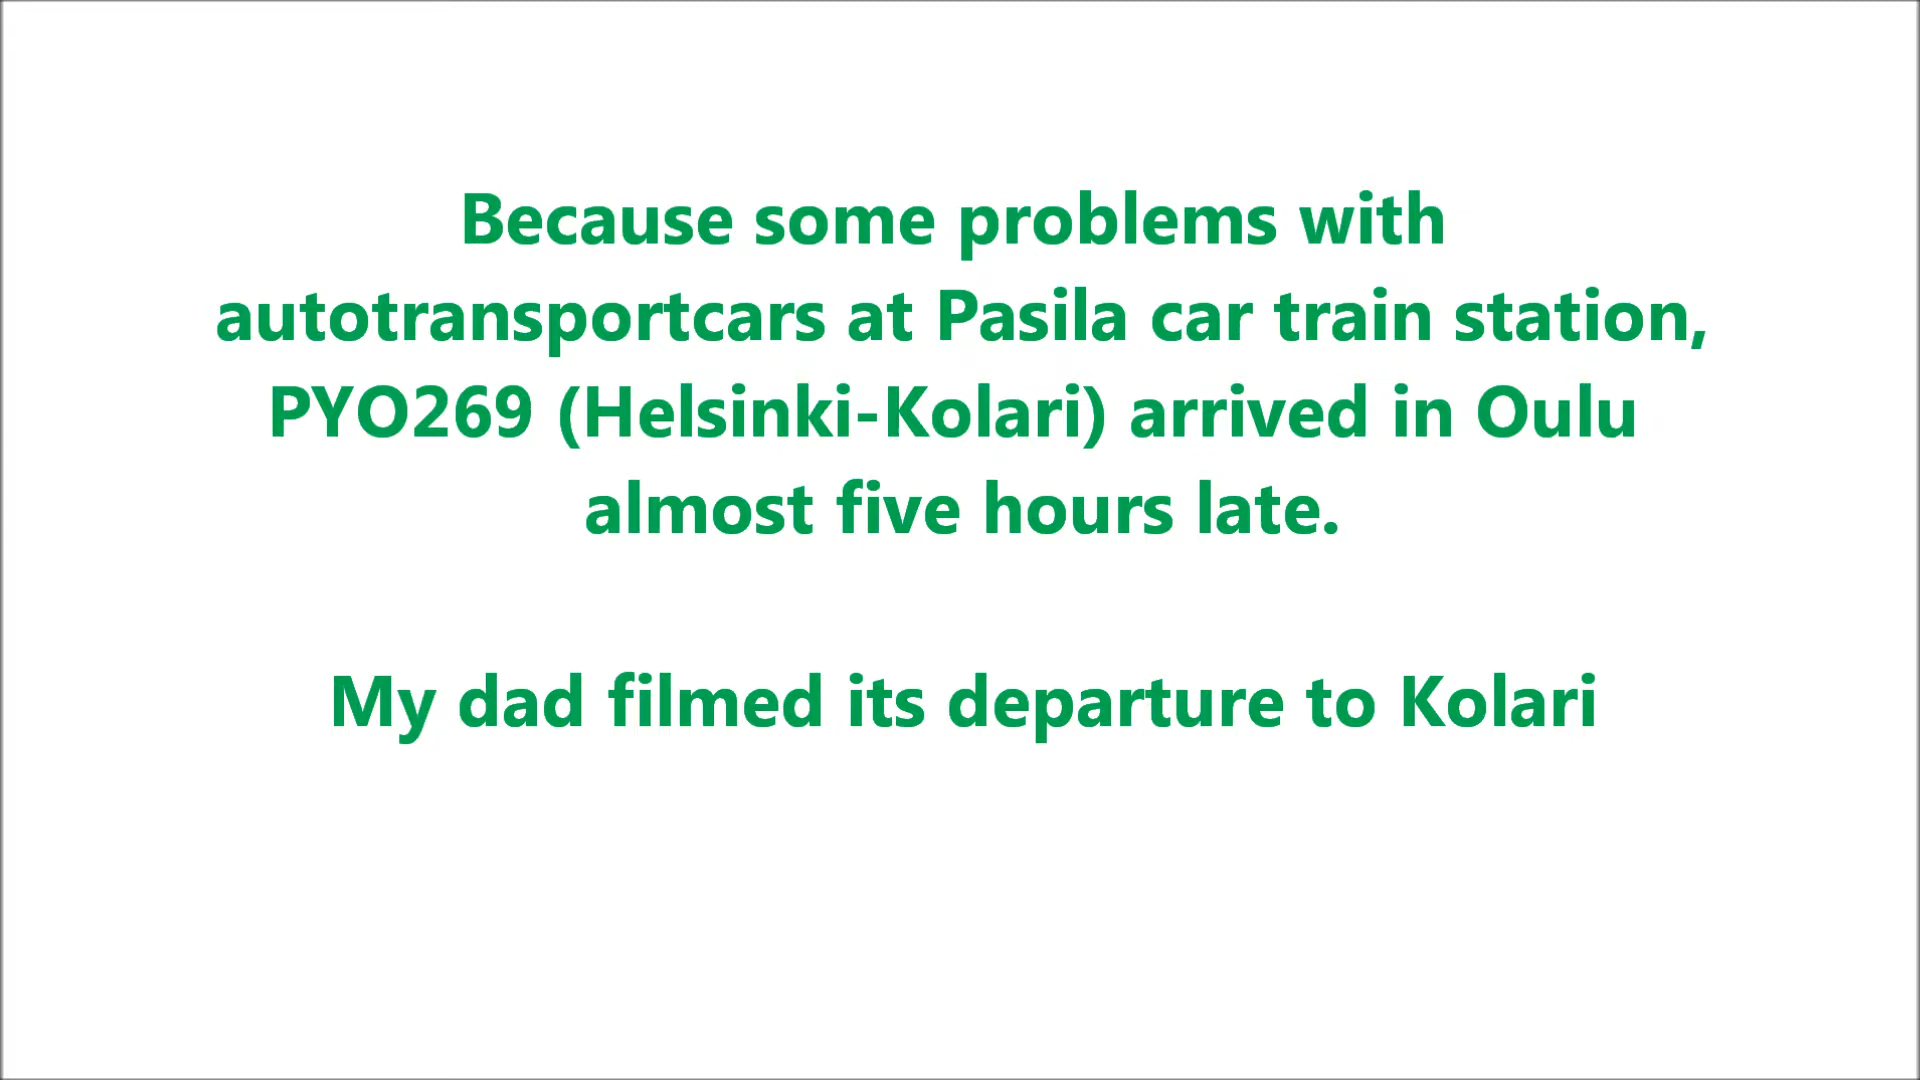 Because some problems with
autotransportcars at Pasila car train station,
PYO269 (Helsinki-Kolari) arrived in Oulu
almost five hours late.
My dad filmed its departure to Kolari